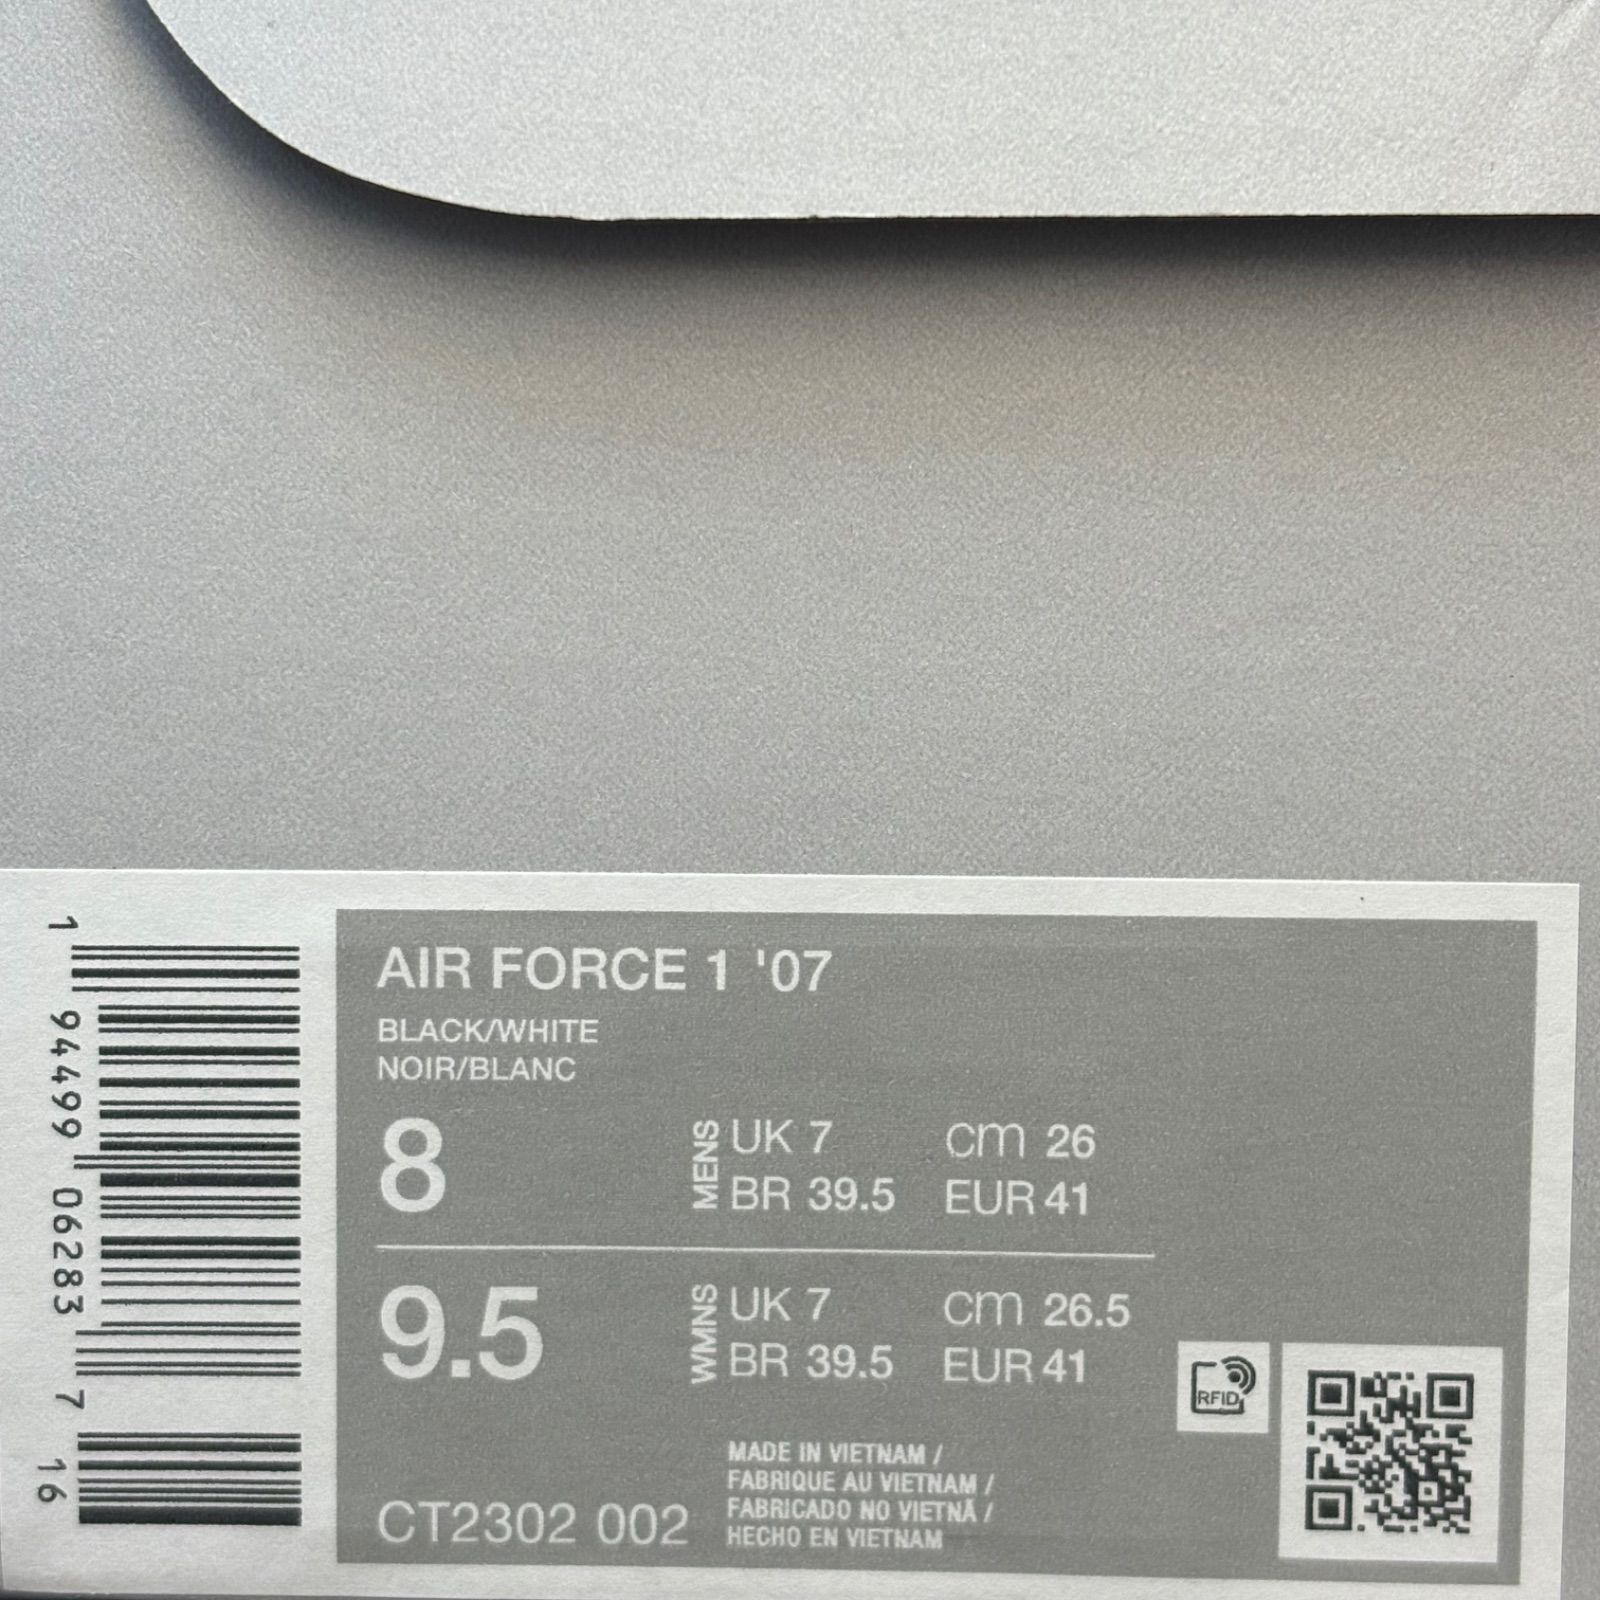 AIR FORCE 1 '07
BLACK/WHITE
NOIR/BLANC
8
MENS
UK 7 cm 26
BR 39.5 EUR 41
9.5
WMNS
UK 7 cm 26.5
BR 39.5 EUR 41
RFID
MADE IN VIETNAM /
FABRIQUE AU VIETNAM /
FABRICADO NO VIETNÃ /
HECHO EN VIETNAM
CT2302 002
1 94499 06283 7 16